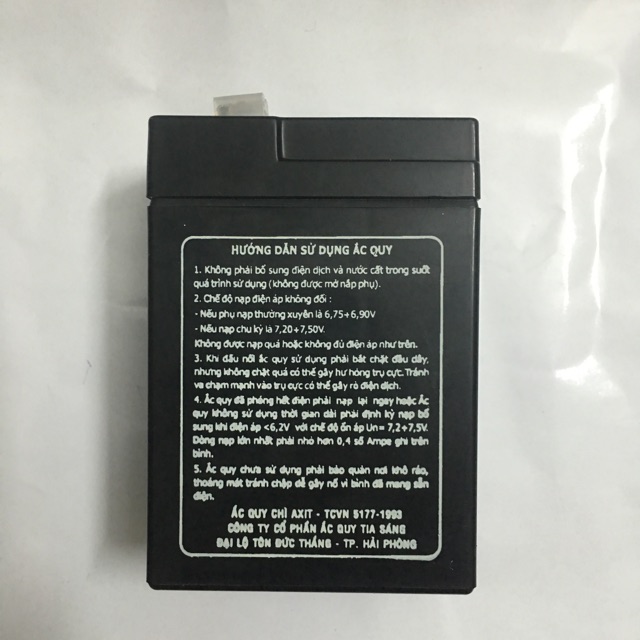 HƯỚNG DẪN SỬ DỤNG ẮC QUY
1. Không phải bổ sung điện dịch và nước cất trong suốt
quá trình sử dụng (không được mở nắp phụ).
2. Chế độ nạp điện áp không đổi :
- Nếu phụ nạp thường xuyên là 6,75÷6,90V
- Nếu nạp chu kỳ là 7,20÷7,50V.
Không được nạp quá hoặc không đủ điện áp như trên.
3. Khi đấu nối ắc quy sử dụng phải bắt chặt đầu dây,
nhưng không chặt quá có thể gây hư hỏng trụ cực. Tránh
va chạm mạnh vào trụ cực có thể gây rò điện dịch.
4. Ắc quy đã phóng hết điện phải nạp lại ngay hoặc Ắc
quy không sử dụng thời gian dài phải định kỳ nạp bổ
sung khi điện áp <6,2V với chế độ ổn áp Un= 7,2÷7,5V.
Dòng nạp lớn nhất phải nhỏ hơn 0,4 số Ampe ghi trên
bình.
5. Ắc quy chưa sử dụng phải bảo quản nơi khô ráo,
thoáng mát tránh chập dễ gây nổ vì bình đã mang sẵn
điện.
ẮC QUY CHÌ AXIT - TCVN 5177-1993
CÔNG TY CỔ PHẦN ẮC QUY TIA SÁNG
ĐẠI LỘ TÔN ĐỨC THẮNG - TP. HẢI PHÒNG